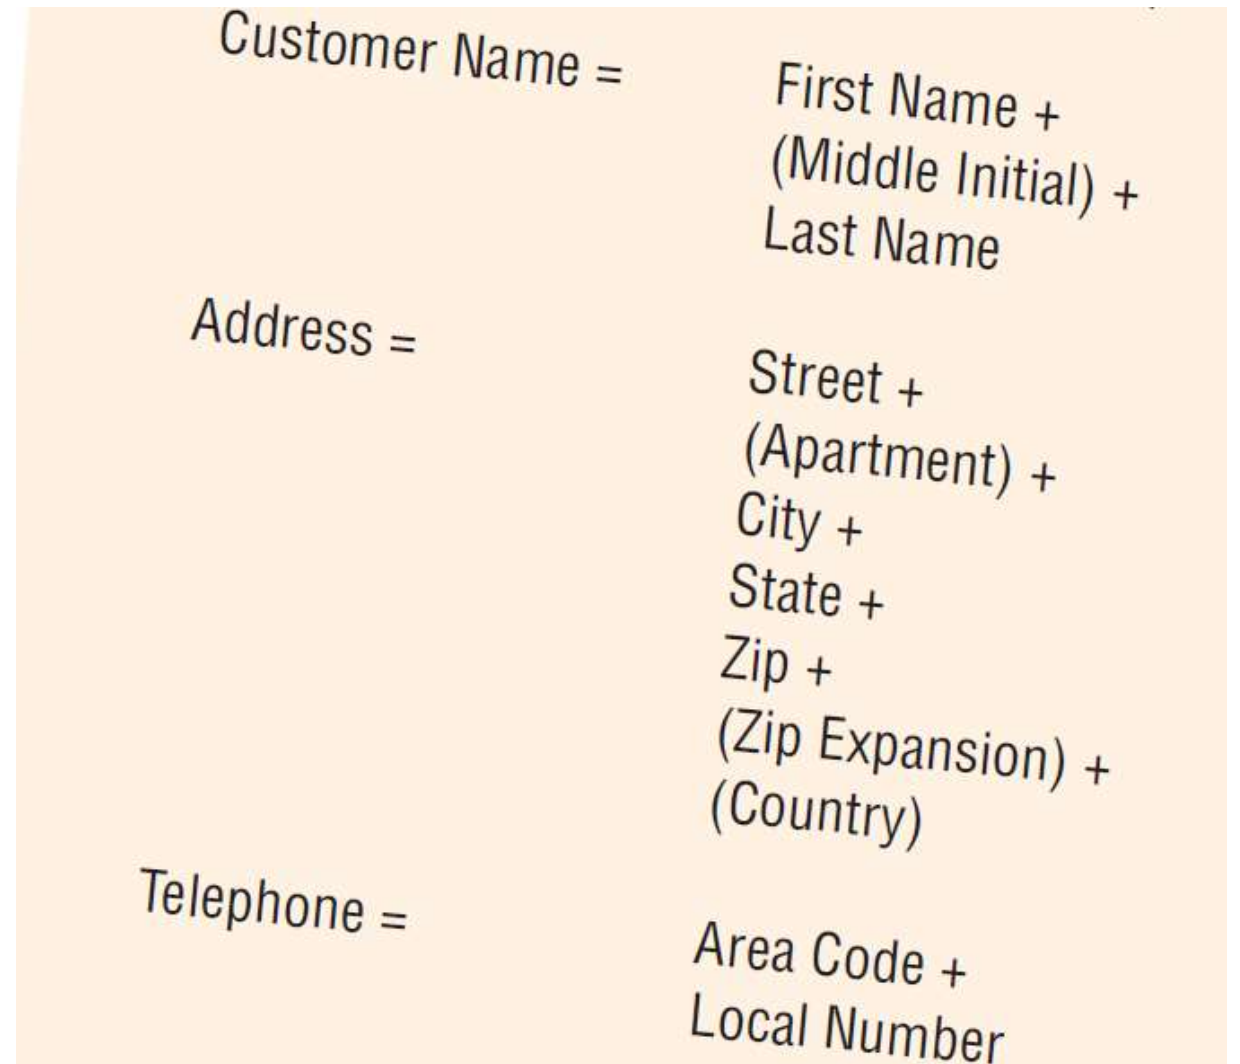 Customer Name =
First Name +
(Middle Initial) +
Last Name
Address =
Street +
(Apartment) +
City +
State +
Zip +
(Zip Expansion) +
(Country)
Telephone =
Area Code +
Local Number